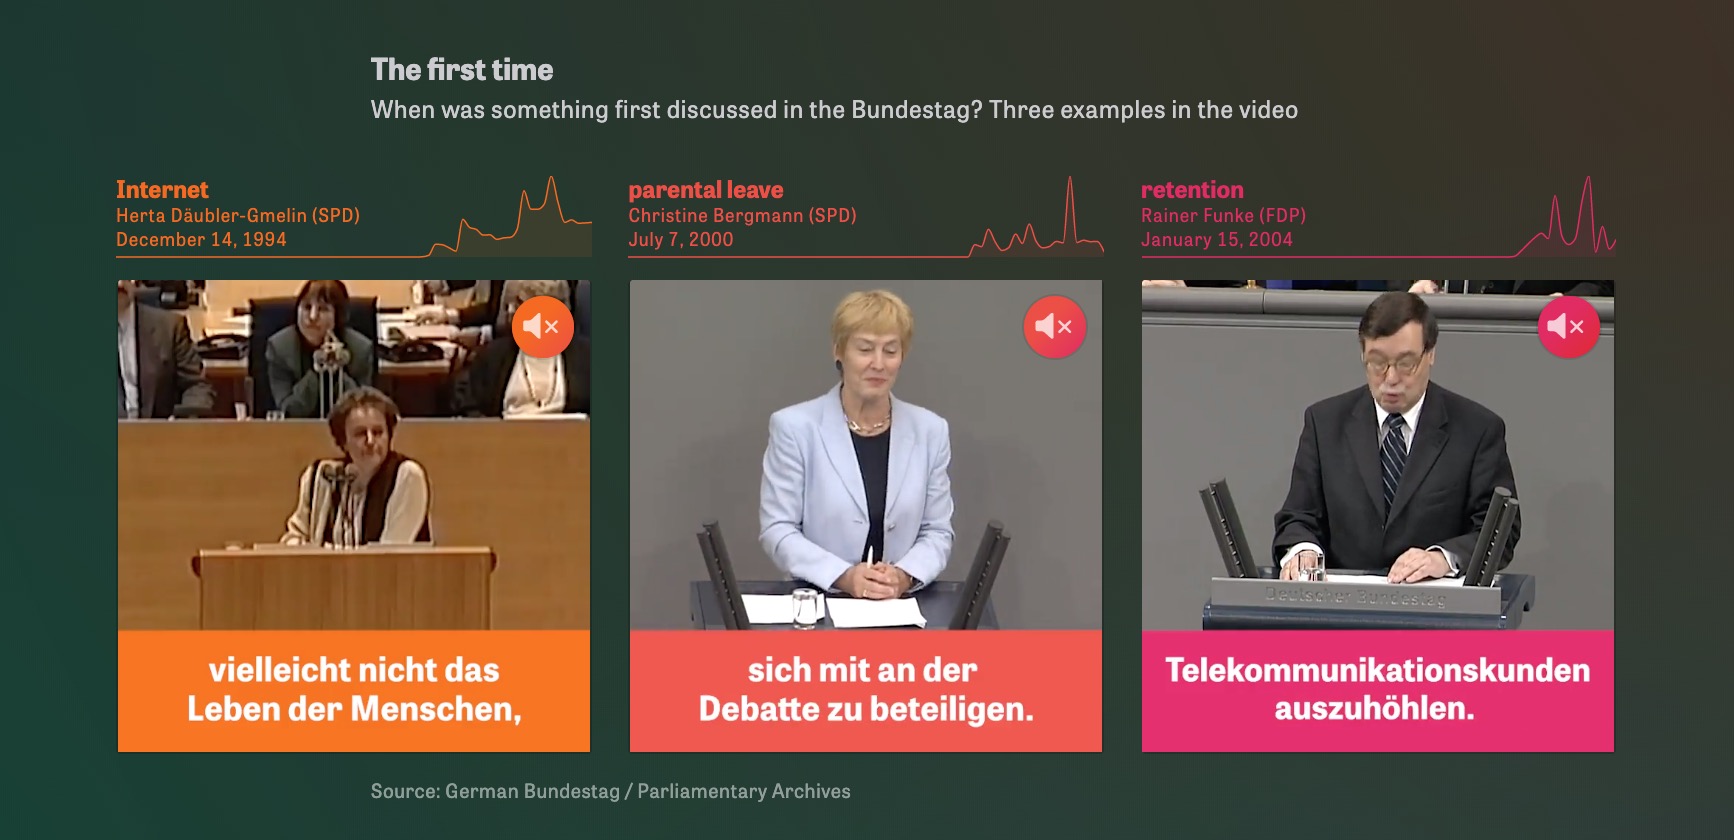 The first time
When was something first discussed in the Bundestag? Three examples in the video
Internet
Herta Däubler-Gmelin (SPD)
December 14, 1994
parental leave
Christine Bergmann (SPD)
July 7, 2000
retention
Rainer Funke (FDP)
January 15, 2004
Deutscher Bundestag
vielleicht nicht das
Leben der Menschen,
sich mit an der
Debatte zu beteiligen.
Telekommunikationskunden
auszuhöhlen.
Source: German Bundestag / Parliamentary Archives